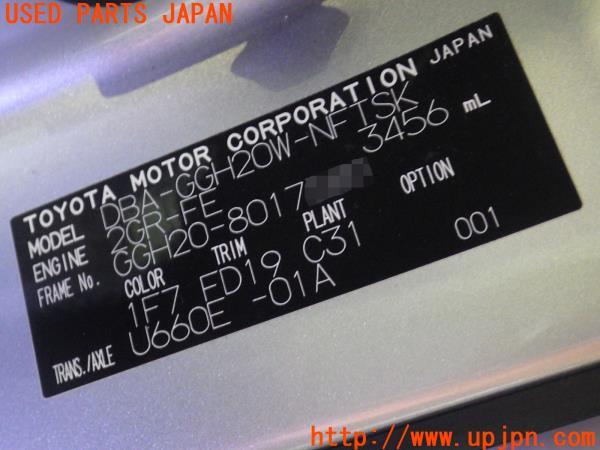 USED PARTS JAPAN
TOYOTA MOTOR CORPORATION JAPAN
MODEL DBA-GGH20W-NFTSK
ENGINE 2GR-FE 3456 mL
FRAME No. GGH20-8017
COLOR TRIM PLANT OPTION
1F7 FD19 C31 001
TRANS./AXLE U660E -01A
http://www.upjpn.com/